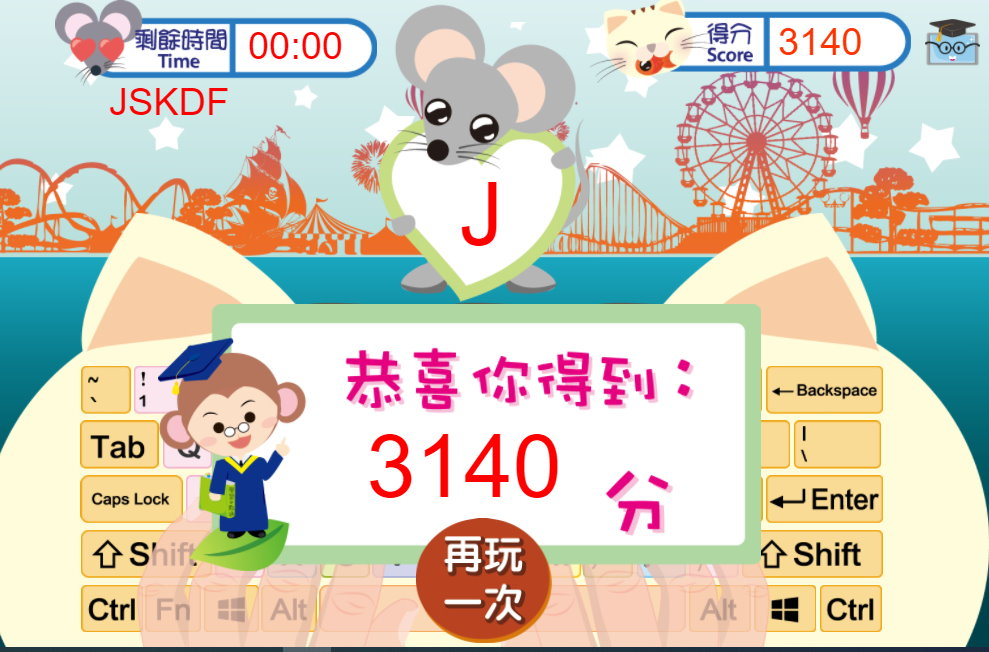 剩餘時間
Time
00:00
得分
Score
3140
JSKDF
J
恭喜你得到：
3140
分
再玩
一次
~
、
!
1
← Backspace
Tab
Q
|
\
Caps Lock
Enter
Shift
Shift
Ctrl
Fn
Alt
Alt
Ctrl